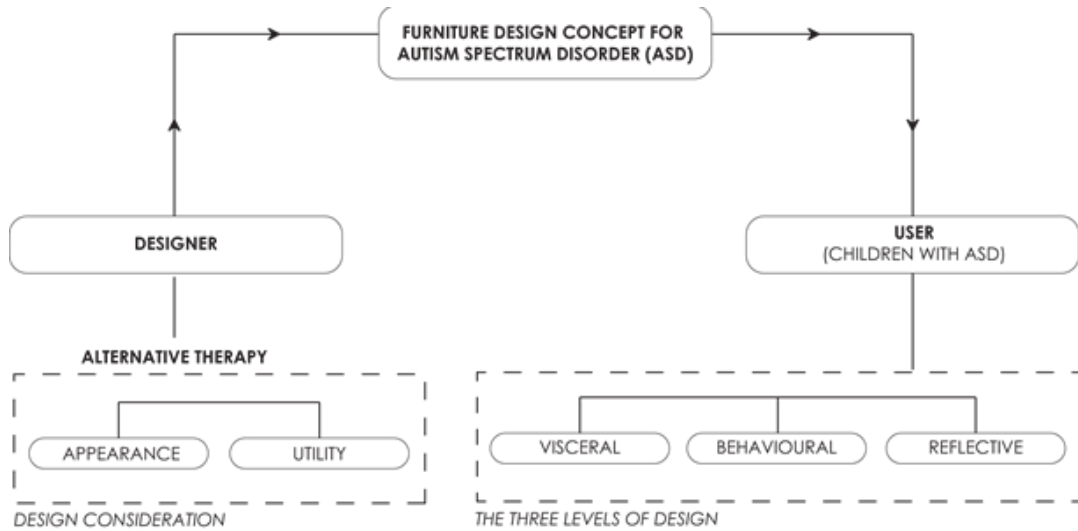 FURNITURE DESIGN CONCEPT FOR
AUTISM SPECTRUM DISORDER (ASD)
DESIGNER
USER
(CHILDREN WITH ASD)
ALTERNATIVE THERAPY
APPEARANCE
UTILITY
VISCERAL
BEHAVIOURAL
REFLECTIVE
DESIGN CONSIDERATION
THE THREE LEVELS OF DESIGN